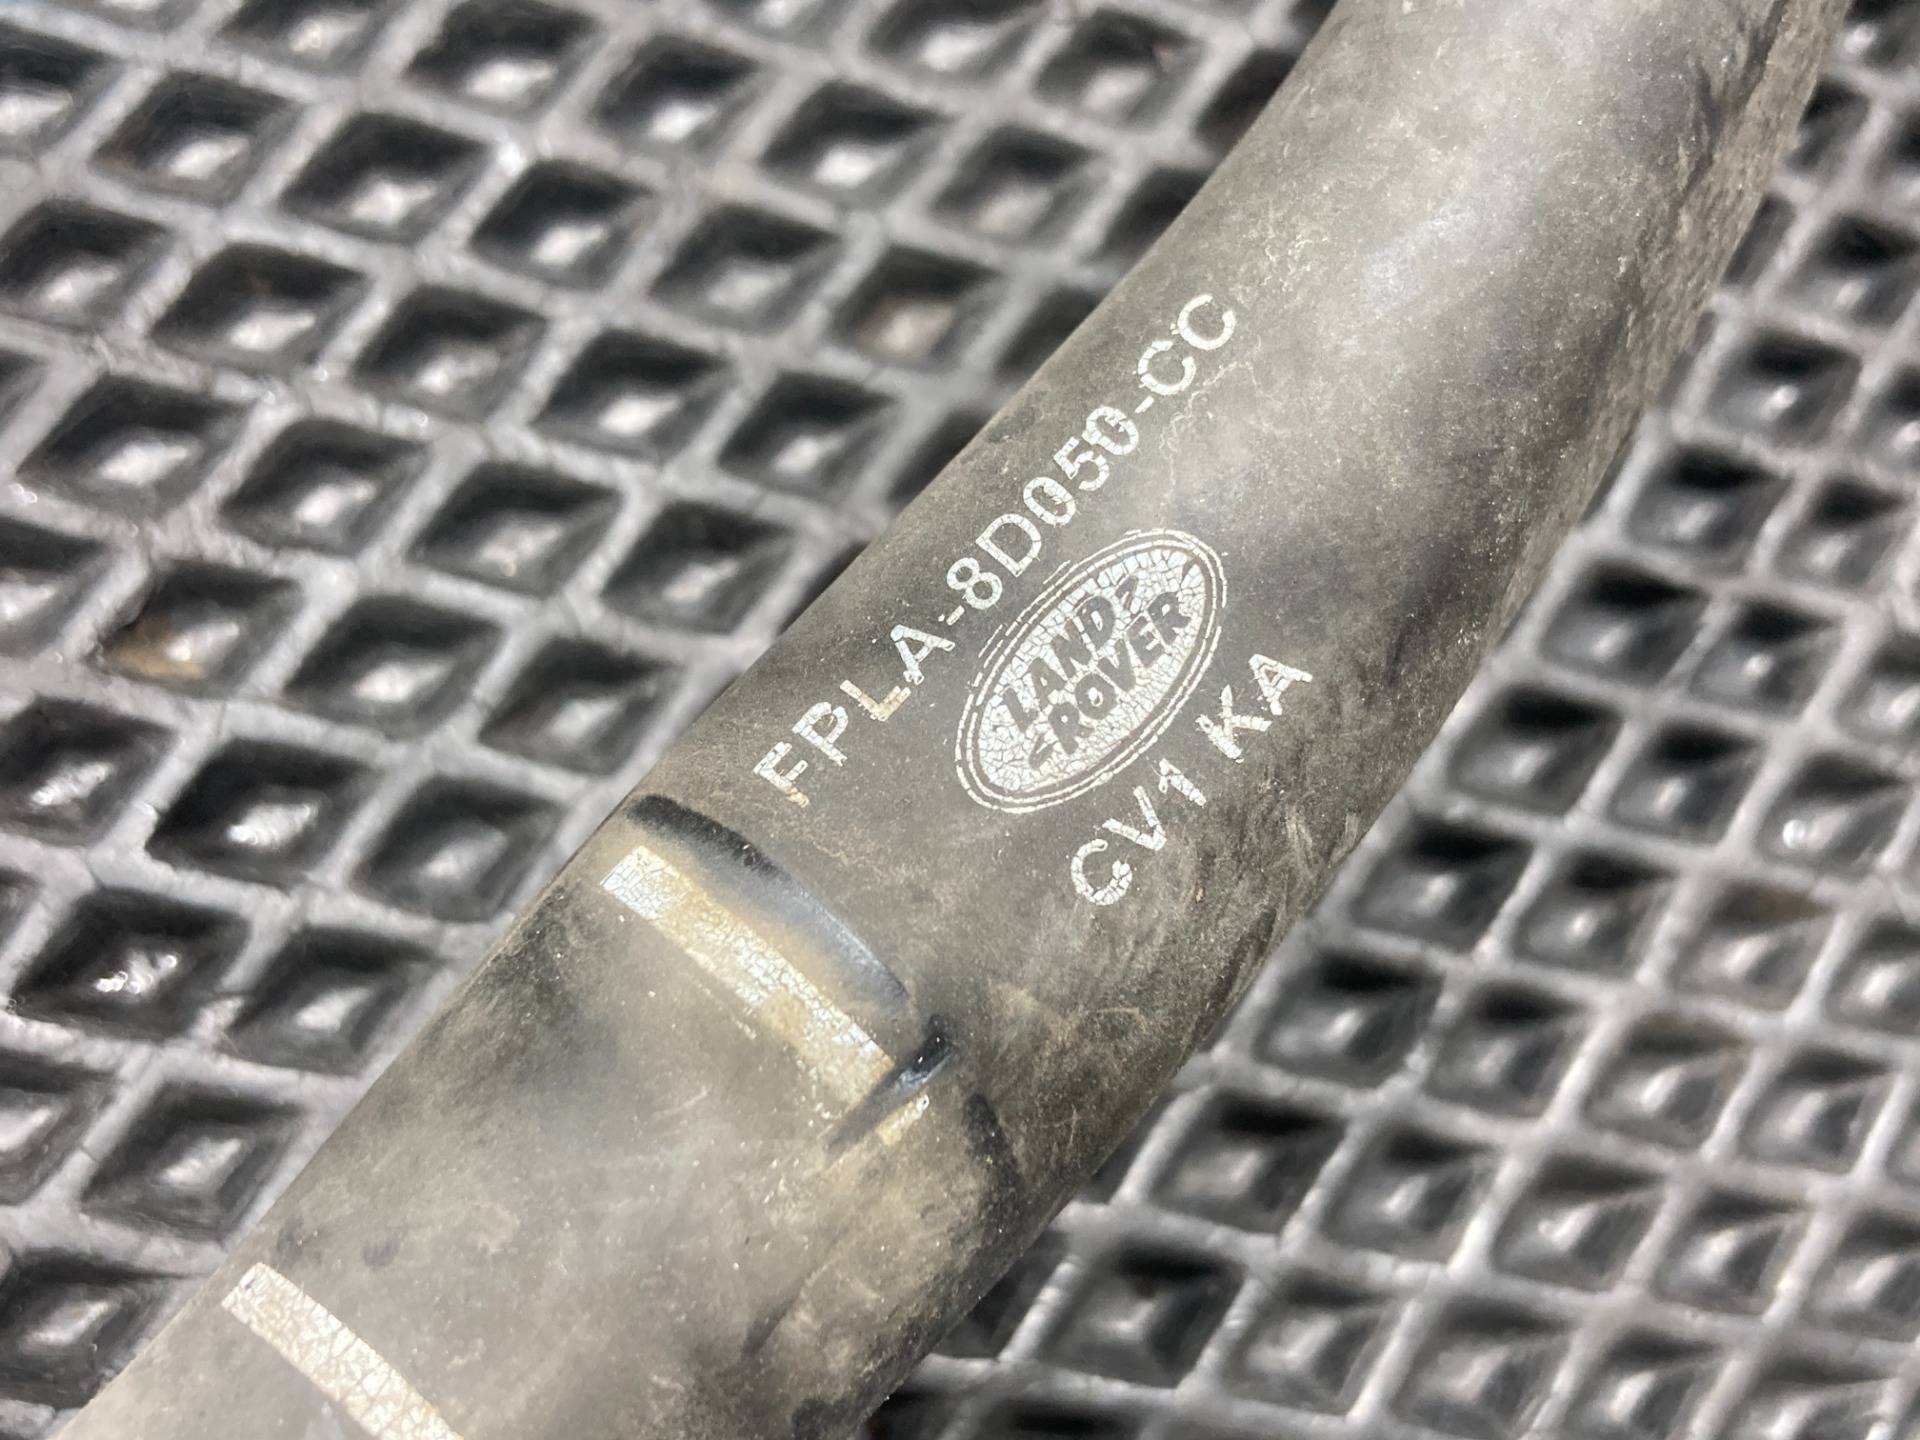 FPLA-8D050-CC
LAND
ROVER
CV1 KA